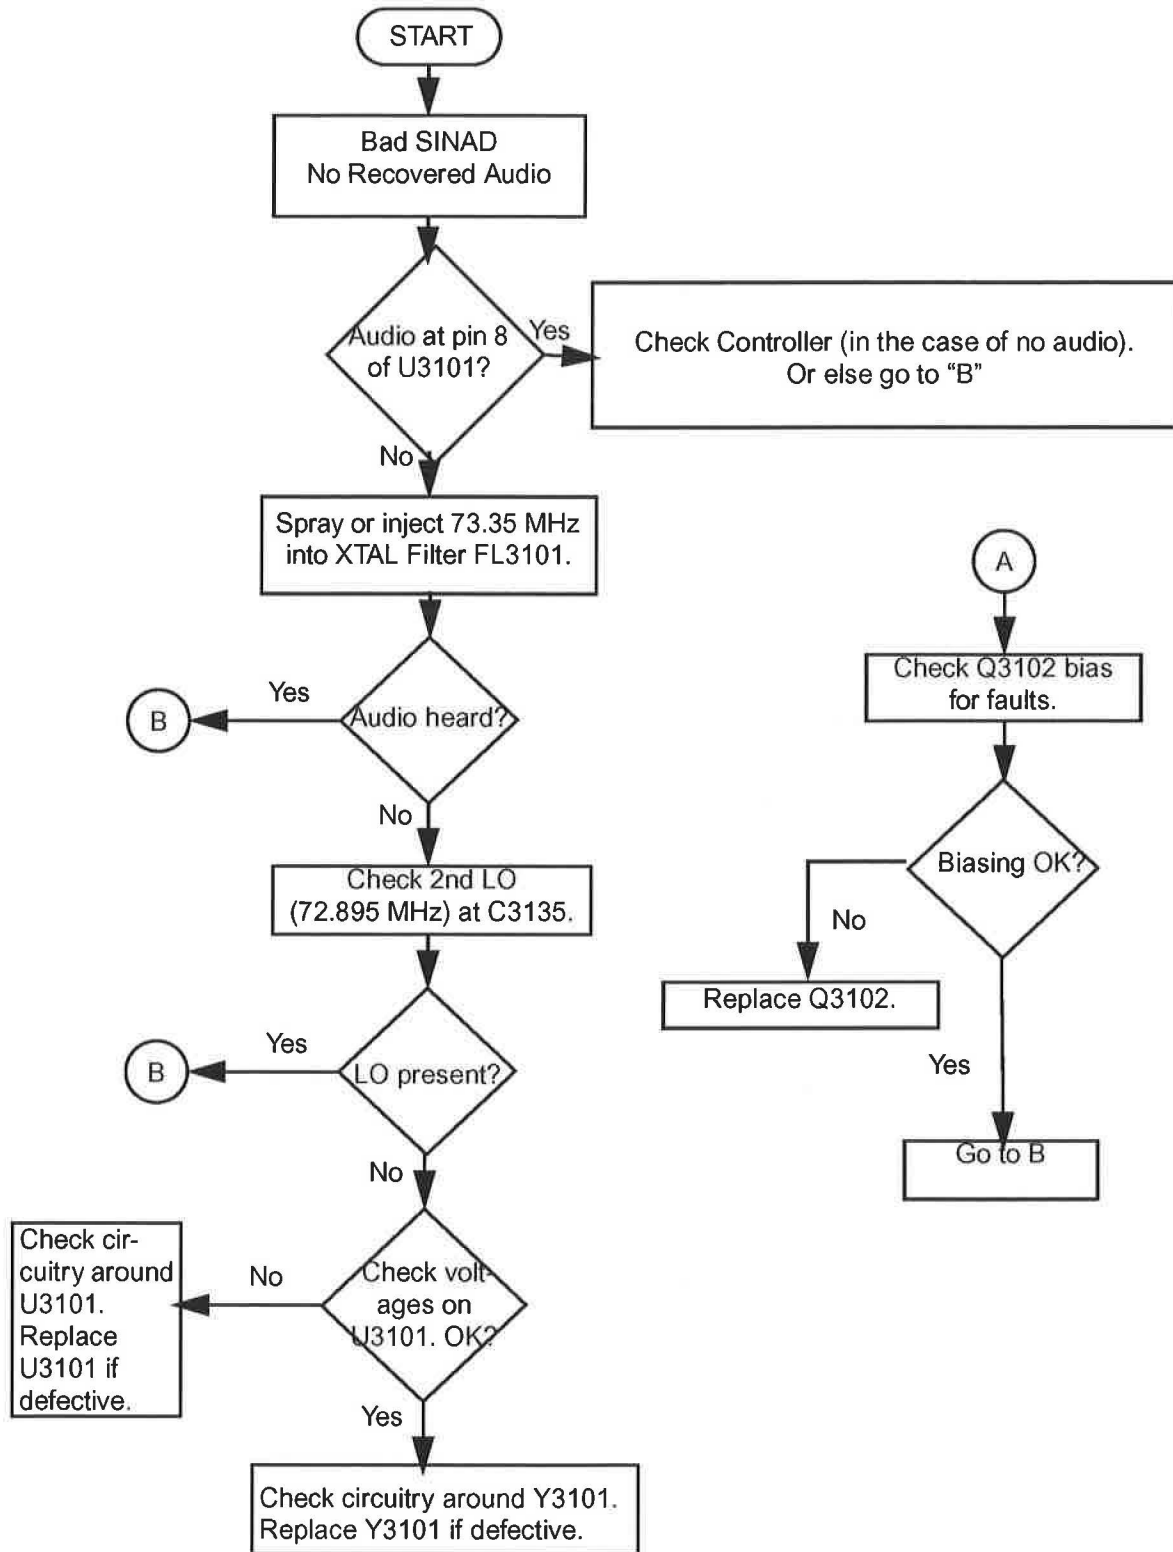 START
Bad SINAD
No Recovered Audio
Audio at pin 8
of U3101?
Yes
Check Controller (in the case of no audio).
Or else go to “B”
No
Spray or inject 73.35 MHz
into XTAL Filter FL3101.
Audio heard?
Yes
B
No
Check 2nd LO
(72.895 MHz) at C3135.
LO present?
Yes
B
No
Check volt-
ages on
U3101. OK?
No
Check cir-
cuitry around
U3101.
Replace
U3101 if
defective.
Yes
Check circuitry around Y3101.
Replace Y3101 if defective.
A
Check Q3102 bias
for faults.
Biasing OK?
No
Replace Q3102.
Yes
Go to B